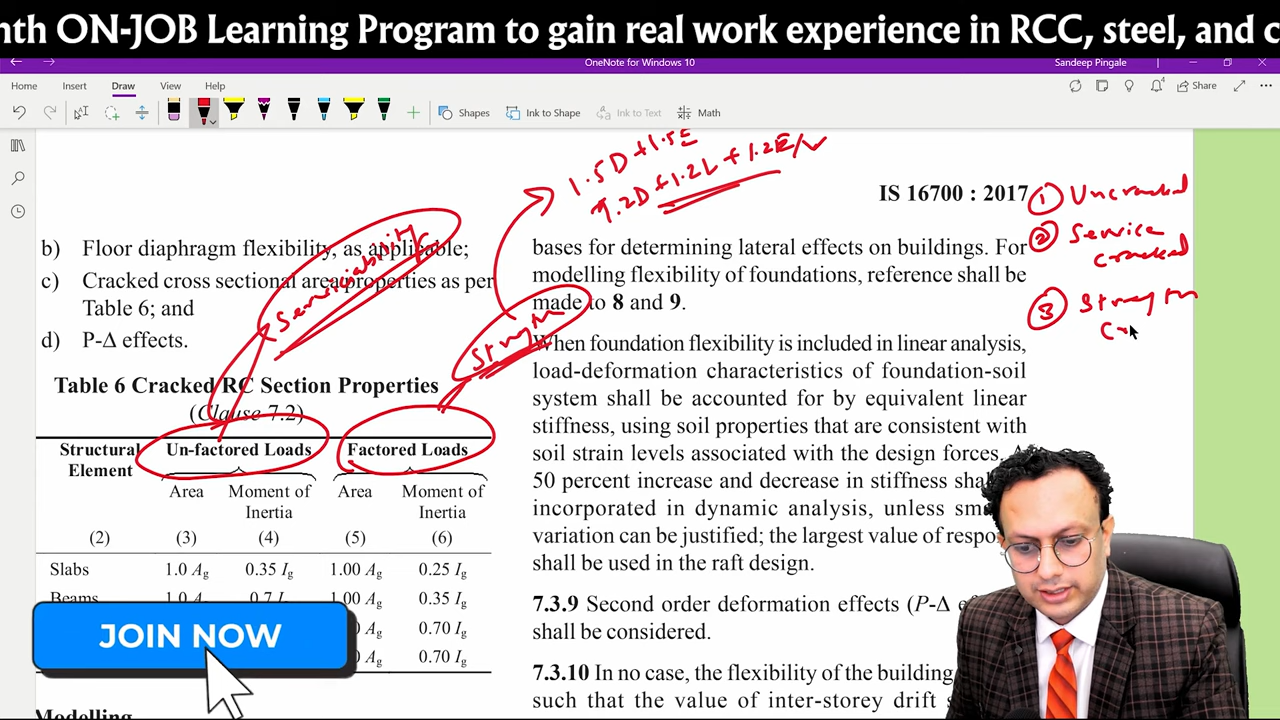 nth ON-JOB Learning Program to gain real work experience in RCC, steel, and c
OneNote for Windows 10
Sandeep Pingale
Home Insert Draw View Help
Shapes Ink to Shape Ink to Text Math Share
1.5D+1.5E
1.2D+1.2L+1.2E/W
IS 16700 : 2017
① Uncracked
② Service
cracked
③ Strength
Serviceability
Strength
b) Floor diaphragm flexibility, as applicable;
c) Cracked cross sectional area properties as per
Table 6; and
d) P-Δ effects.
Table 6 Cracked RC Section Properties
(Clause 7.2)
Structural Element Un-factored Loads Factored Loads
Area Moment of Inertia Area Moment of Inertia
(2) (3) (4) (5) (6)
Slabs 1.0 Ag 0.35 Ig 1.00 Ag 0.25 Ig
Beams 1.0 Ag 0.7 Ig 1.00 Ag 0.35 Ig
Ag 0.70 Ig
Ag 0.70 Ig
JOIN NOW
Modelling
bases for determining lateral effects on buildings. For
modelling flexibility of foundations, reference shall be
made to 8 and 9.
When foundation flexibility is included in linear analysis,
load-deformation characteristics of foundation-soil
system shall be accounted for by equivalent linear
stiffness, using soil properties that are consistent with
soil strain levels associated with the design forces.
50 percent increase and decrease in stiffness
incorporated in dynamic analysis, unless
variation can be justified; the largest value of
shall be used in the raft design.
7.3.9 Second order deformation effects (P-Δ
shall be considered.
7.3.10 In no case, the flexibility of the building
such that the value of inter-storey drift